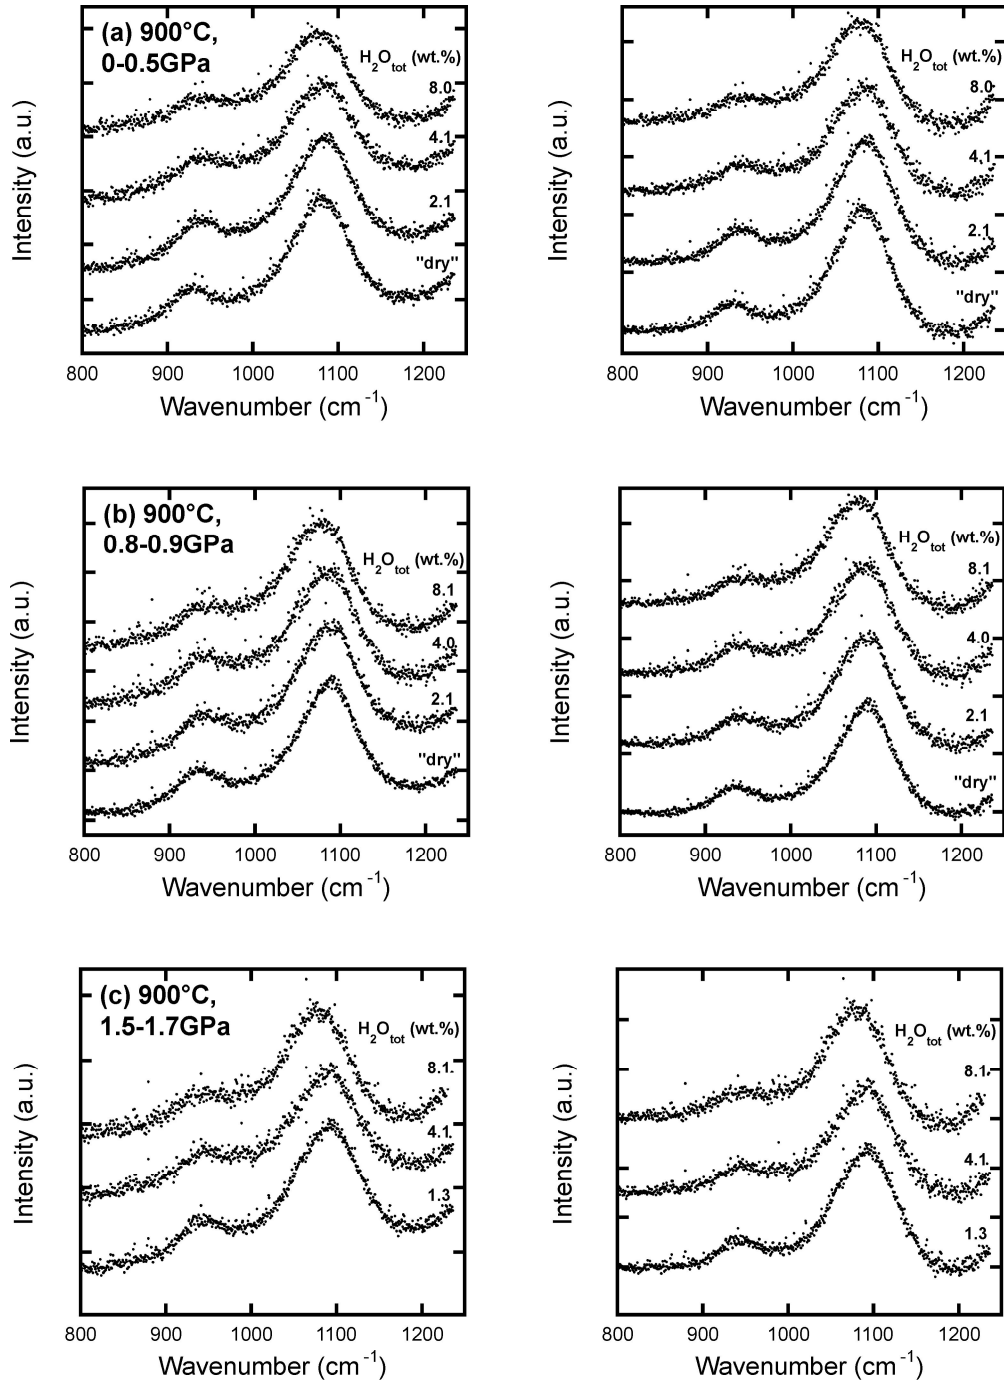 (a) 900°C,
0-0.5GPa
H2Otot (wt.%)
8.0
4.1
2.1
"dry"
Intensity (a.u.)
800 900 1000 1100 1200
Wavenumber (cm-1)
H2Otot (wt.%)
8.0
4.1
2.1
"dry"
Intensity (a.u.)
800 900 1000 1100 1200
Wavenumber (cm-1)
(b) 900°C,
0.8-0.9GPa
H2Otot (wt.%)
8.1
4.0
2.1
"dry"
Intensity (a.u.)
800 900 1000 1100 1200
Wavenumber (cm-1)
H2Otot (wt.%)
8.1
4.0
2.1
"dry"
Intensity (a.u.)
800 900 1000 1100 1200
Wavenumber (cm-1)
(c) 900°C,
1.5-1.7GPa
H2Otot (wt.%)
8.1
4.1
1.3
Intensity (a.u.)
800 900 1000 1100 1200
Wavenumber (cm-1)
H2Otot (wt.%)
8.1
4.1
1.3
Intensity (a.u.)
800 900 1000 1100 1200
Wavenumber (cm-1)